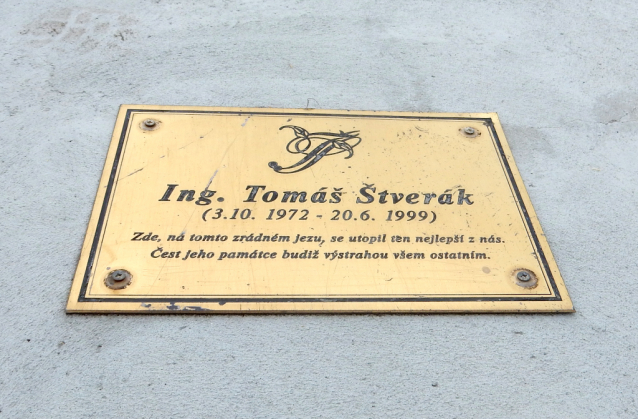 Ing. Tomáš Štverák
(3.10. 1972 - 20.6. 1999)
Zde, na tomto zrádném jezu, se utopil ten nejlepší z nás.
Čest jeho památce budiž výstrahou všem ostatním.